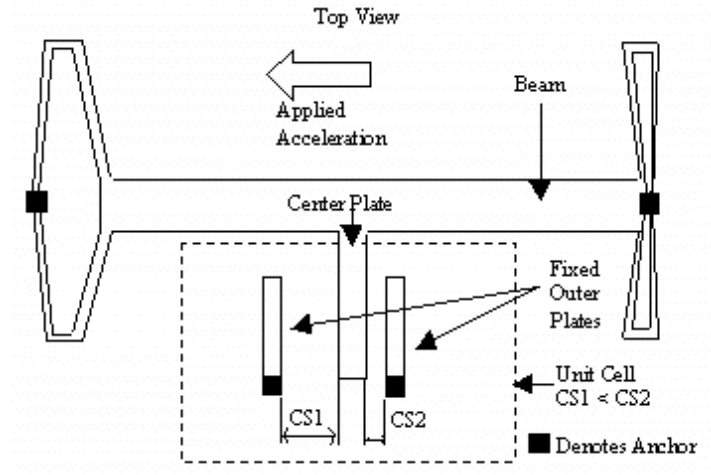 Top View
Applied
Acceleration
Beam
Center Plate
Fixed
Outer
Plates
Unit Cell
CS1 < CS2
CS1
CS2
Denotes Anchor